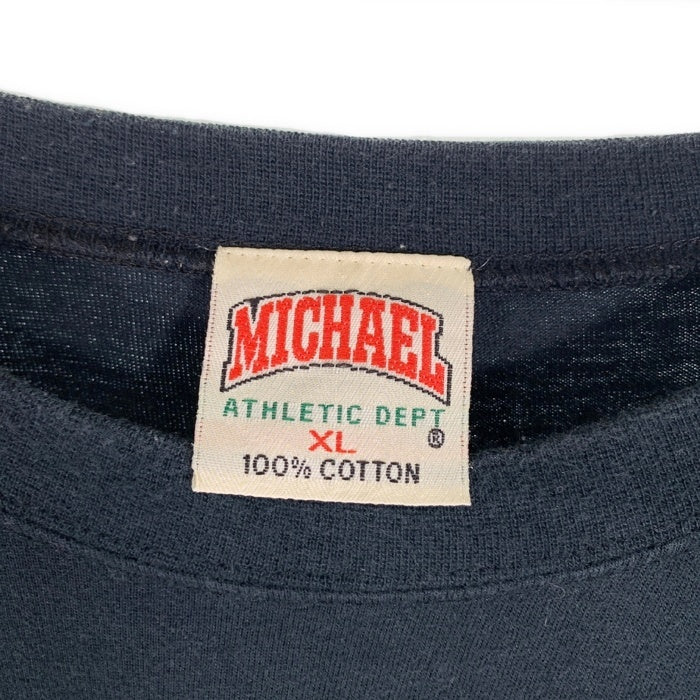 MICHAEL
ATHLETIC DEPT
XL ®
100% COTTON